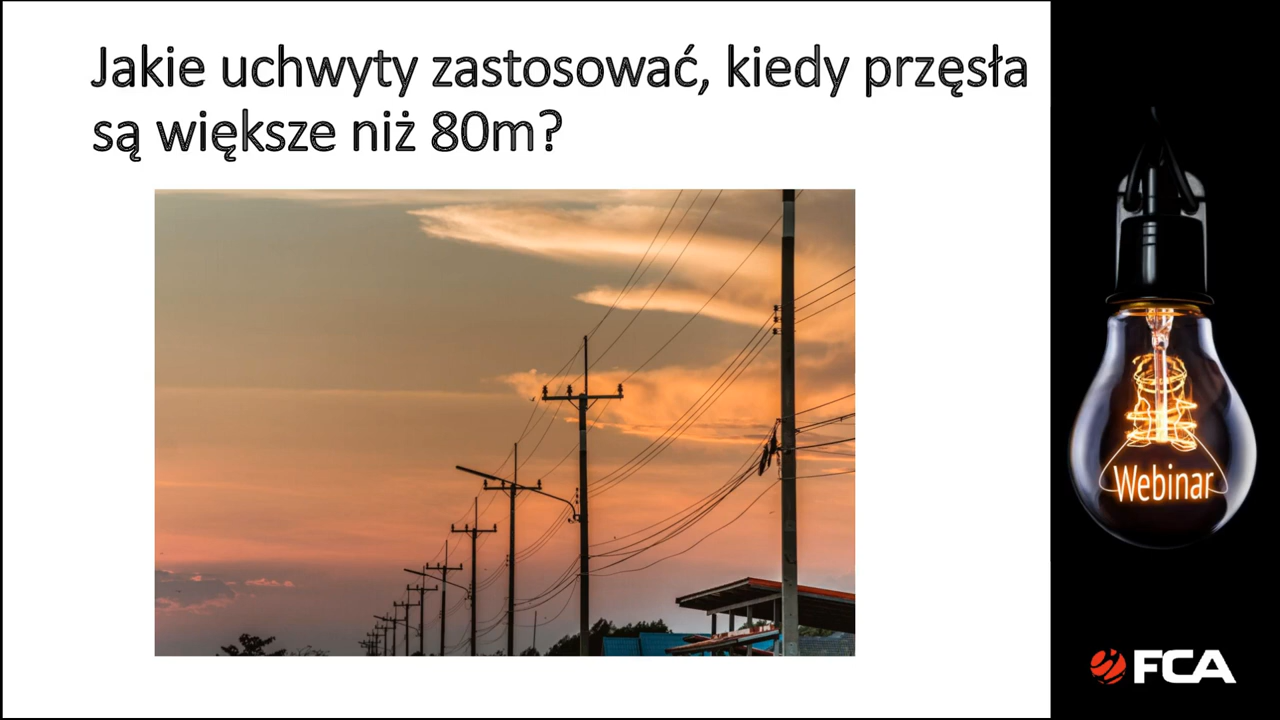 Jakie uchwyty zastosować, kiedy przęsła
są większe niż 80m?
Webinar
FCA